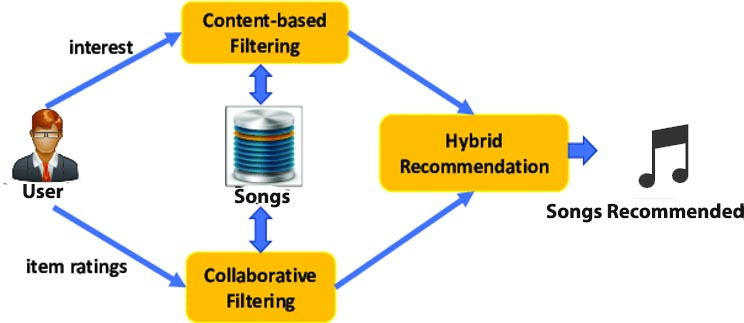 Content-based
Filtering
interest
User
Songs
Hybrid
Recommendation
Songs Recommended
item ratings
Collaborative
Filtering